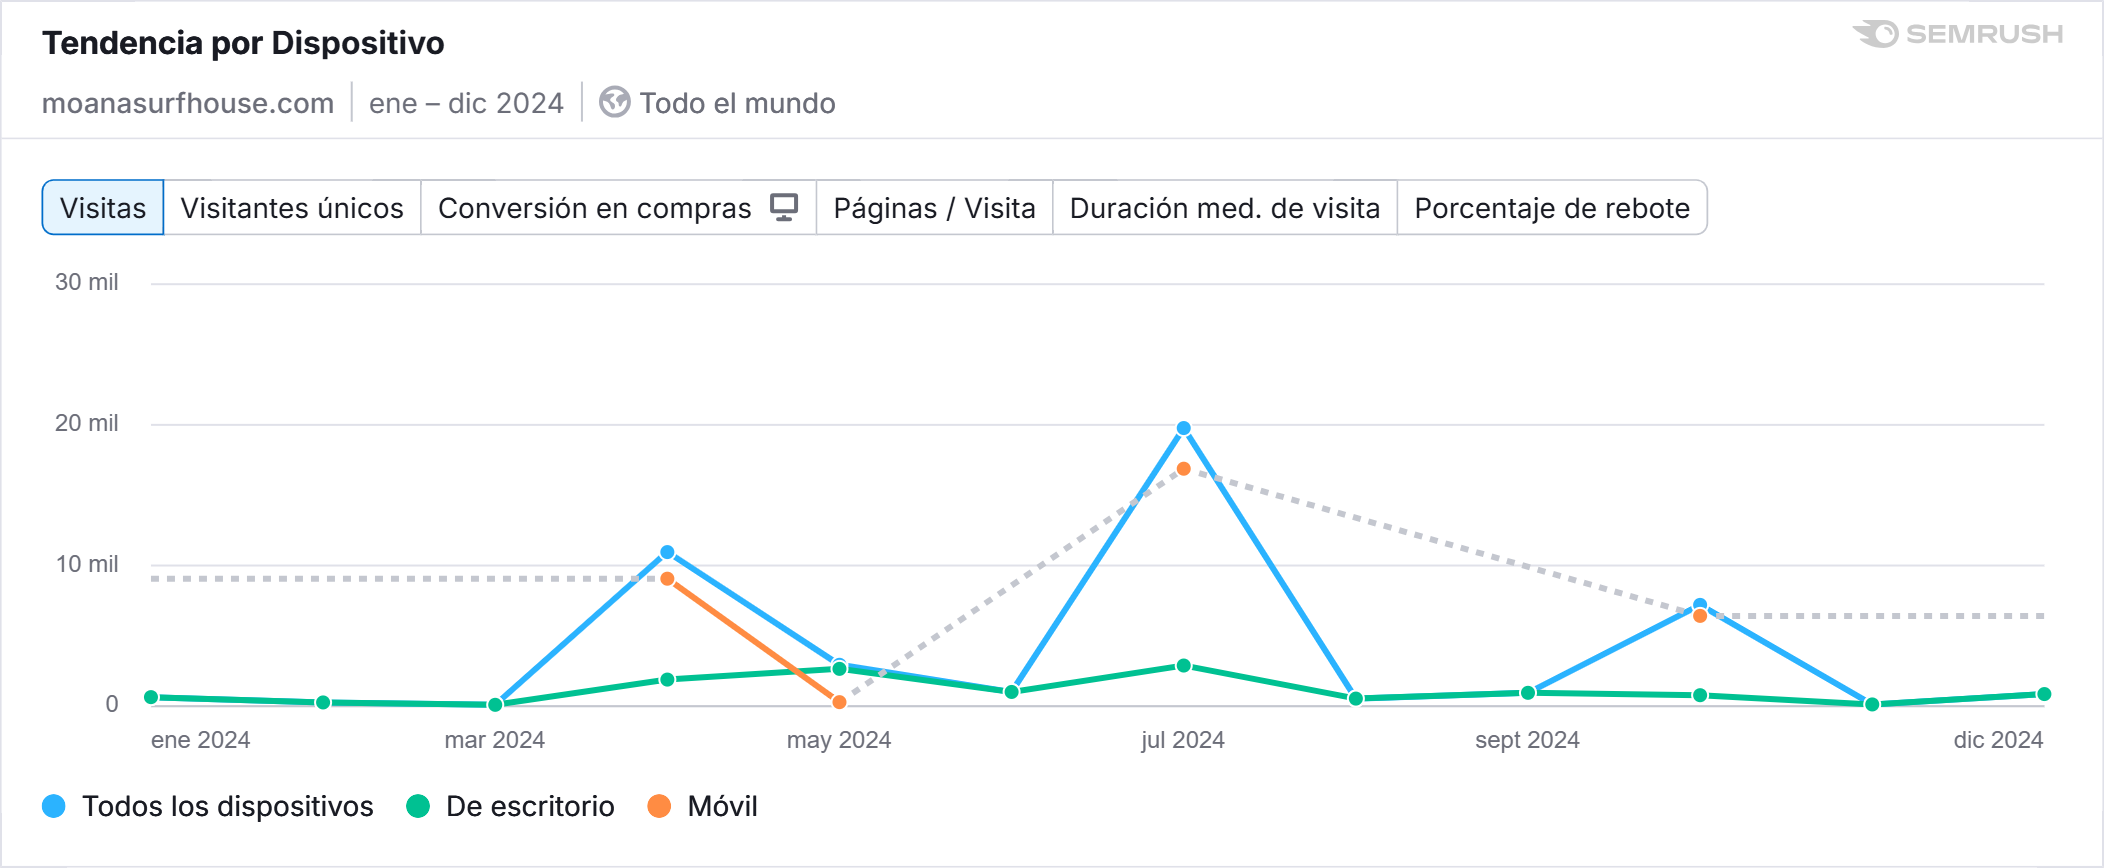 Tendencia por Dispositivo
SEMRUSH
moanasurfhouse.com | ene – dic 2024 | Todo el mundo
Visitas
Visitantes únicos
Conversión en compras
Páginas / Visita
Duración med. de visita
Porcentaje de rebote
30 mil
20 mil
10 mil
0
ene 2024
mar 2024
may 2024
jul 2024
sept 2024
dic 2024
Todos los dispositivos
De escritorio
Móvil